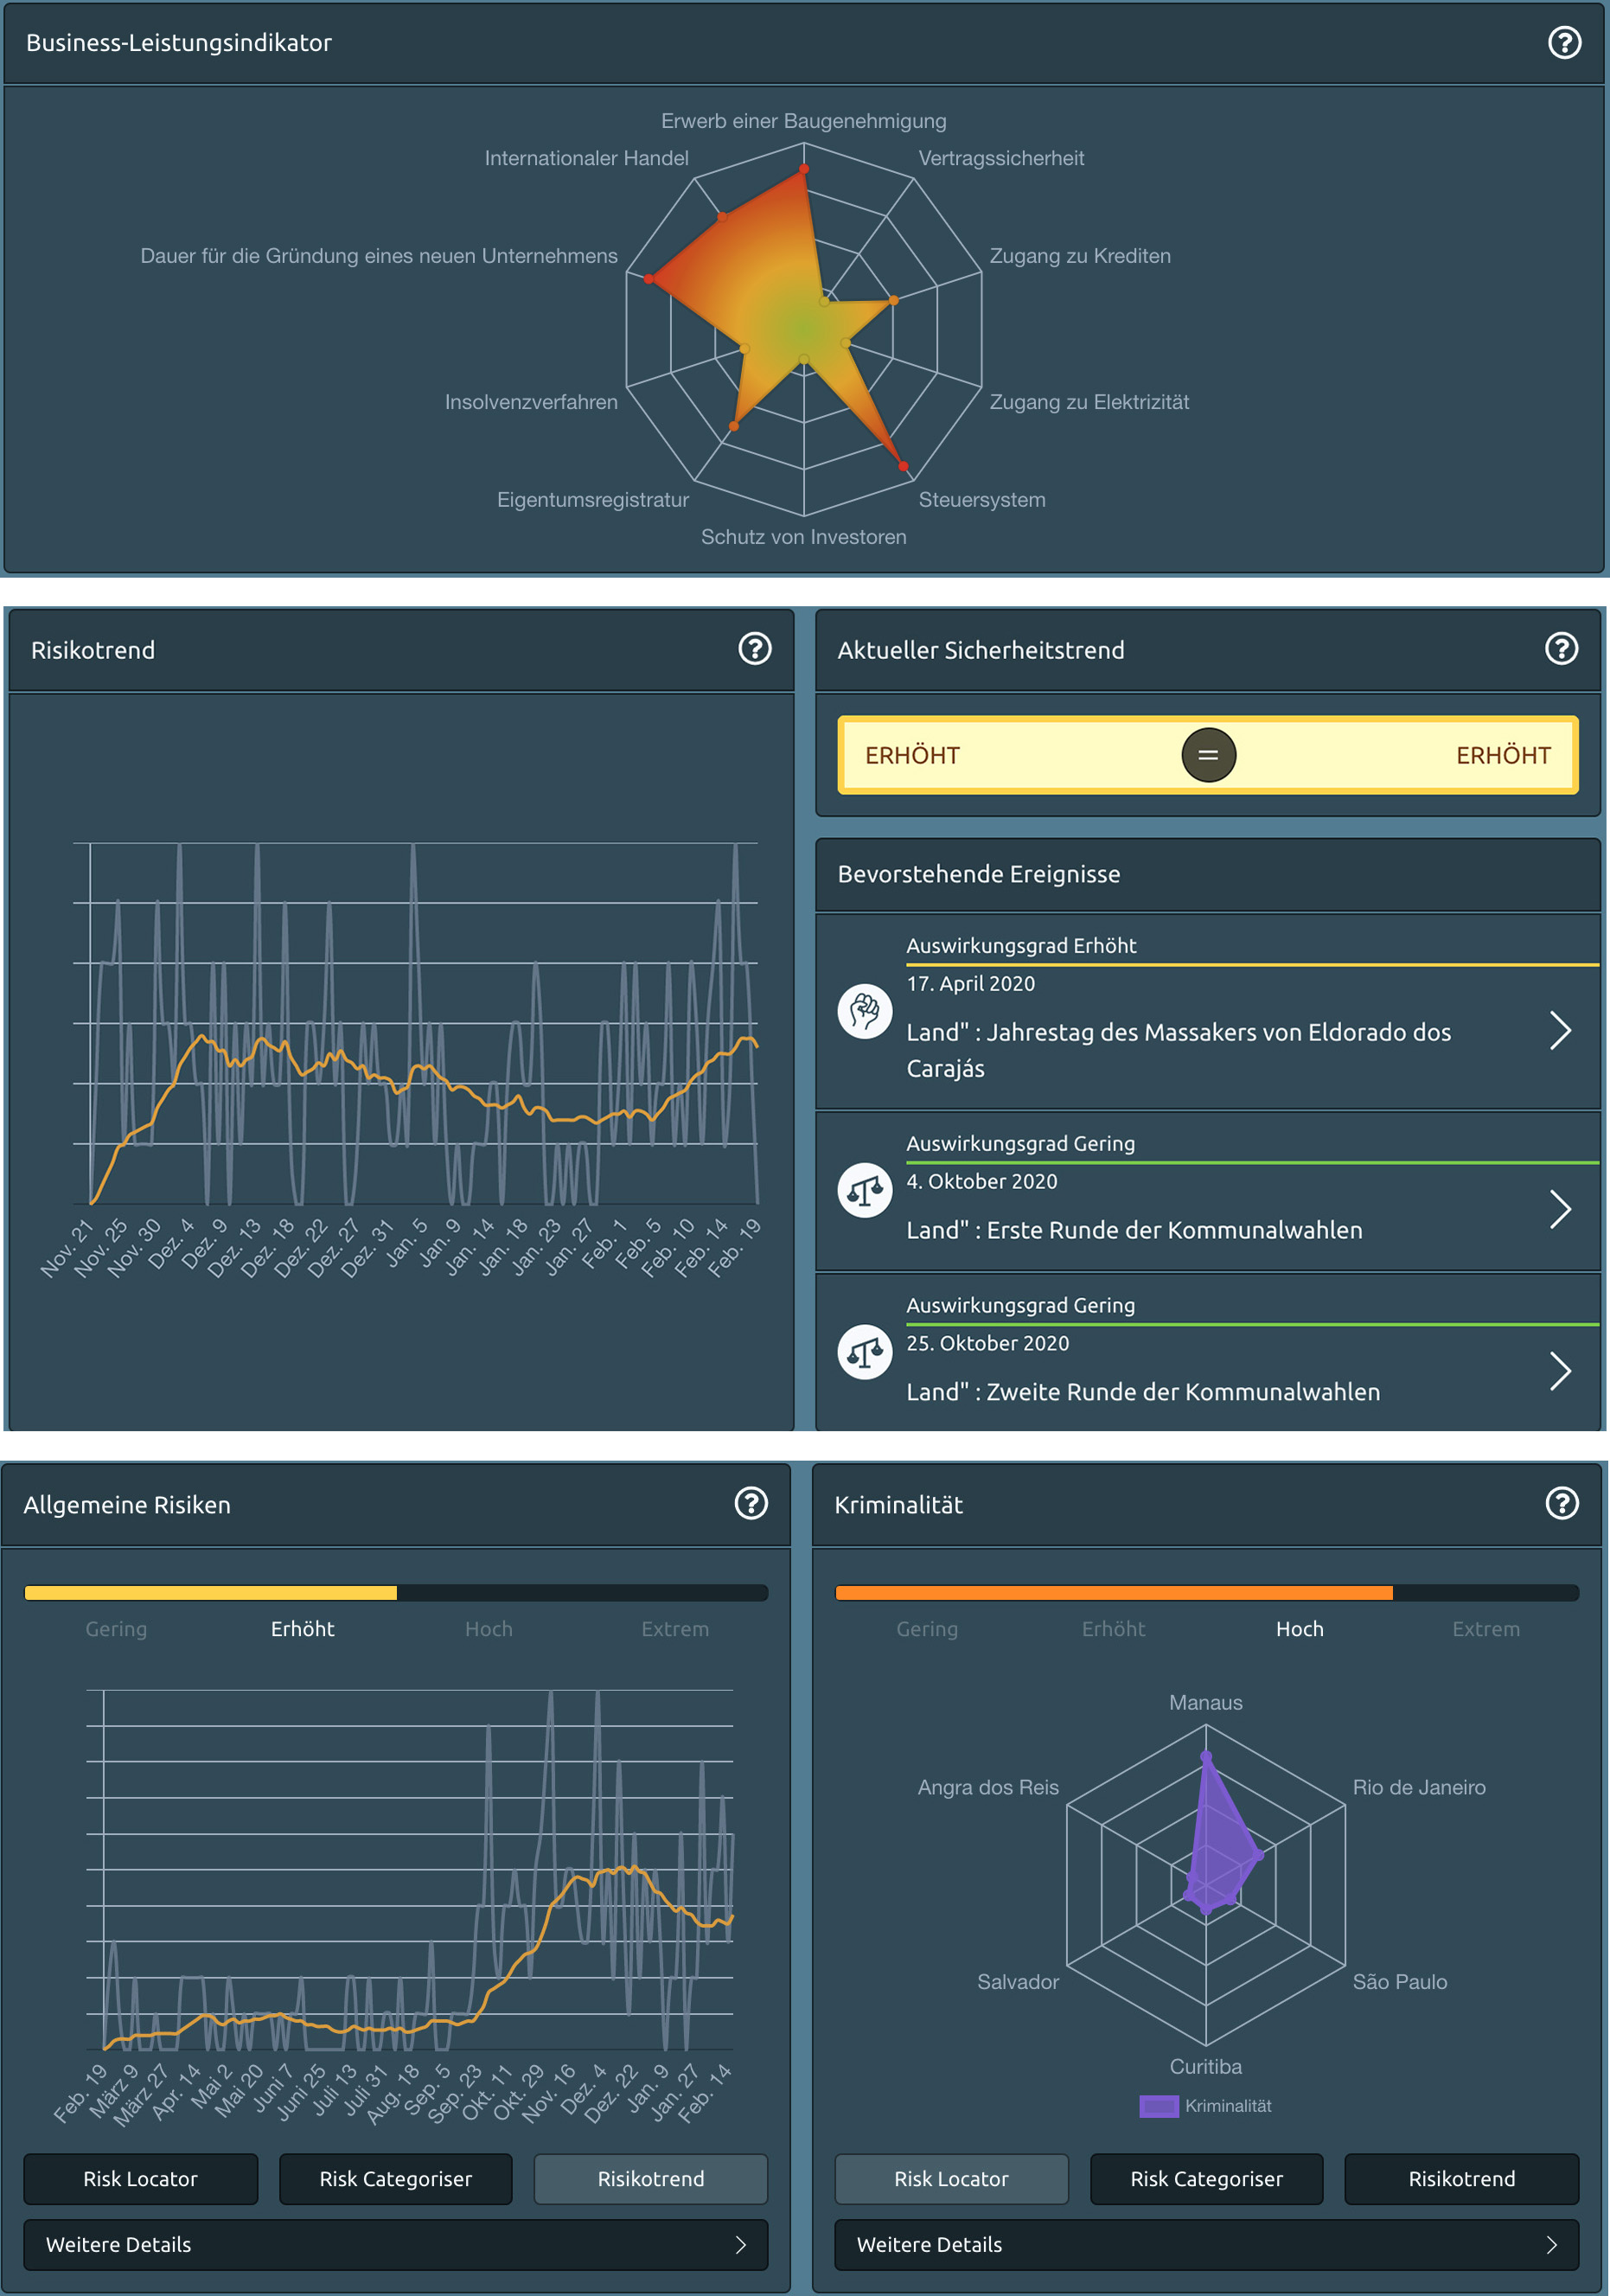 Business-Leistungsindikator
Erwerb einer Baugenehmigung
Internationaler Handel
Vertragssicherheit
Dauer für die Gründung eines neuen Unternehmens
Zugang zu Krediten
Insolvenzverfahren
Zugang zu Elektrizität
Eigentumsregistratur
Steuersystem
Schutz von Investoren
Risikotrend
Nov. 21
Nov. 25
Nov. 30
Dez. 4
Dez. 9
Dez. 13
Dez. 18
Dez. 22
Dez. 27
Dez. 31
Jan. 5
Jan. 9
Jan. 14
Jan. 18
Jan. 23
Jan. 27
Feb. 1
Feb. 5
Feb. 10
Feb. 14
Feb. 19
Aktueller Sicherheitstrend
ERHÖHT = ERHÖHT
Bevorstehende Ereignisse
Auswirkungsgrad Erhöht
17. April 2020
Land" : Jahrestag des Massakers von Eldorado dos
Carajás
Auswirkungsgrad Gering
4. Oktober 2020
Land" : Erste Runde der Kommunalwahlen
Auswirkungsgrad Gering
25. Oktober 2020
Land" : Zweite Runde der Kommunalwahlen
Allgemeine Risiken
Gering Erhöht Hoch Extrem
Feb. 19
März 9
März 27
Apr. 14
Mai 2
Mai 20
Juni 7
Juni 25
Juli 13
Juli 31
Aug. 18
Sep. 5
Sep. 23
Okt. 11
Okt. 29
Nov. 16
Dez. 4
Dez. 22
Jan. 9
Jan. 27
Feb. 14
Risk Locator
Risk Categoriser
Risikotrend
Weitere Details
Kriminalität
Gering Erhöht Hoch Extrem
Manaus
Angra dos Reis
Rio de Janeiro
Salvador
São Paulo
Curitiba
Kriminalität
Risk Locator
Risk Categoriser
Risikotrend
Weitere Details